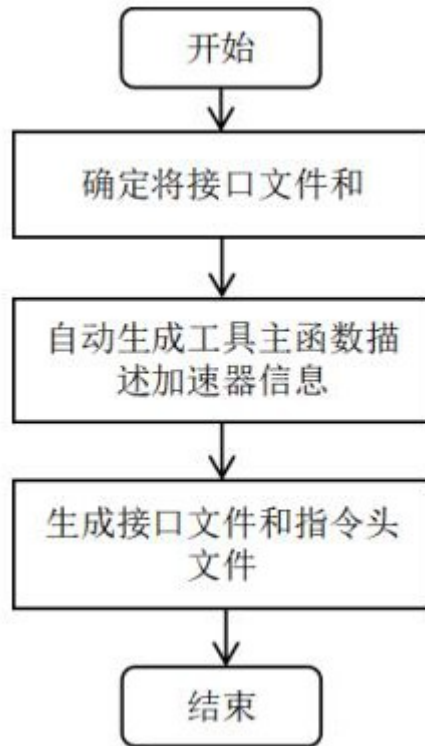 开始
确定将接口文件和
自动生成工具主函数描
述加速器信息
生成接口文件和指令头
文件
结束